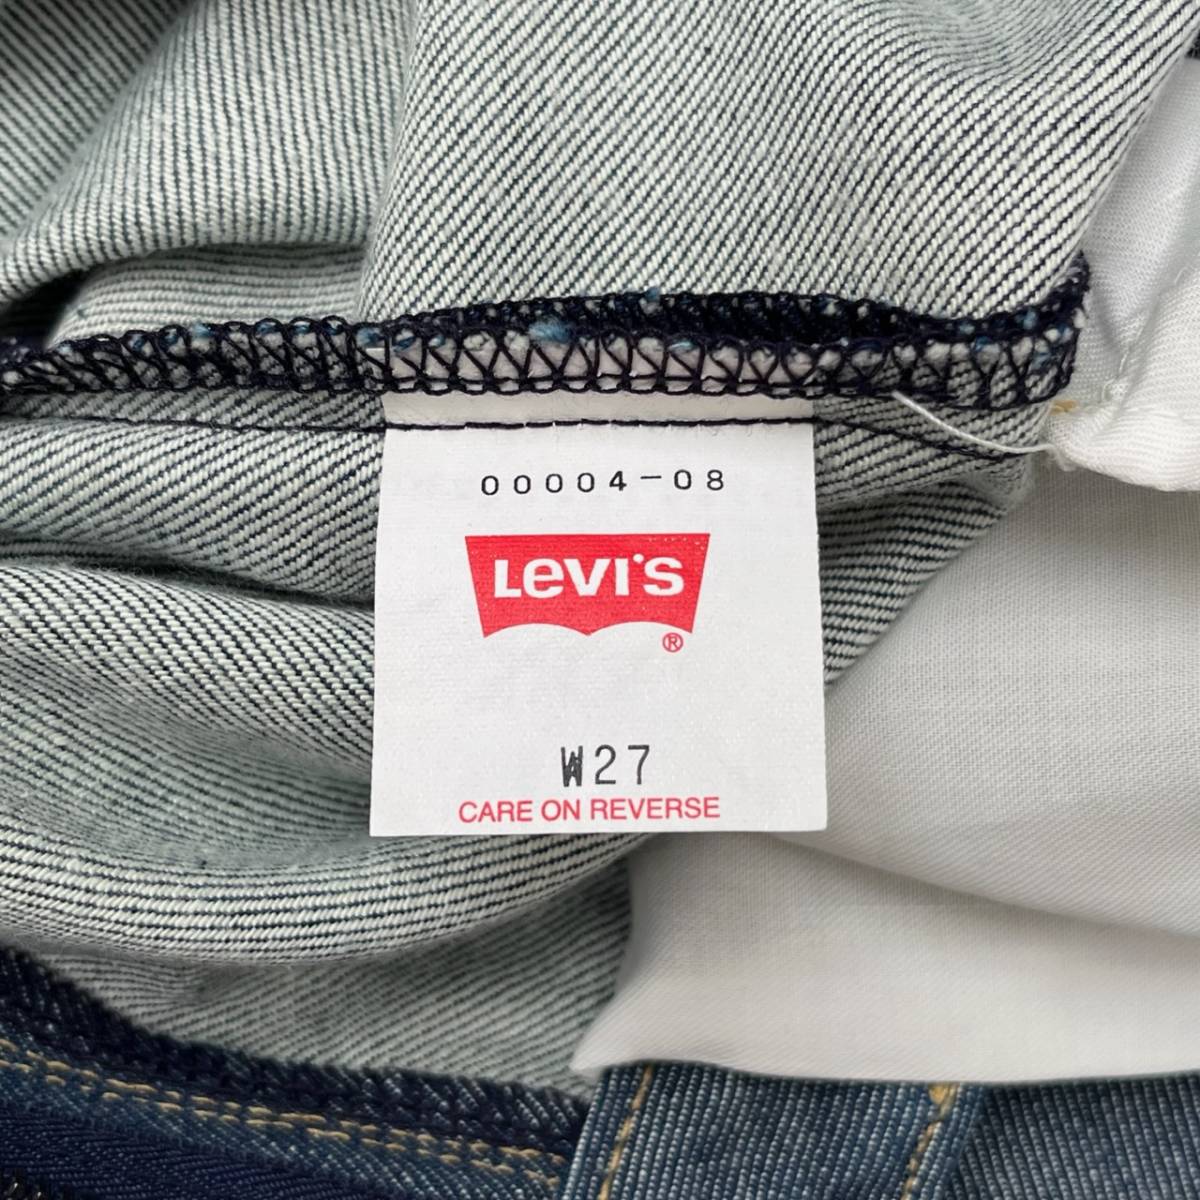 00004-08
LEVI'S
®
W27
CARE ON REVERSE